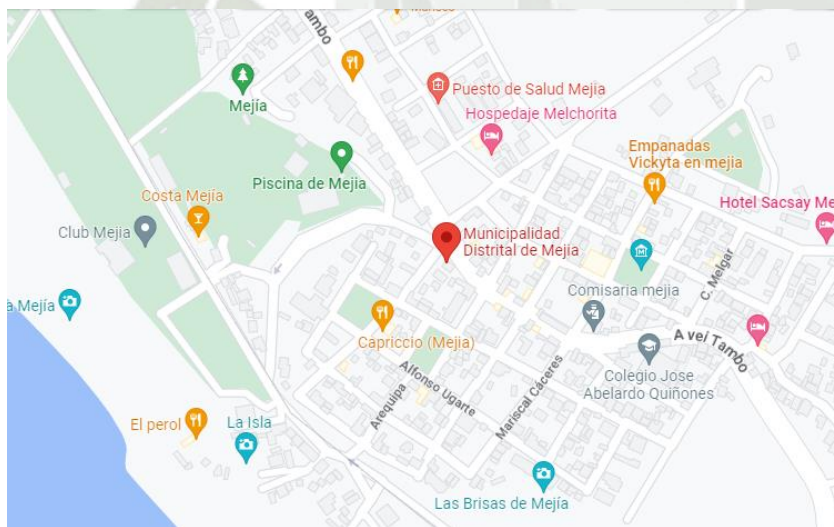 ambo
Puesto de Salud Mejia
Mejía
Hospedaje Melchorita
Empanadas
Vickyta en mejia
Piscina de Mejia
Costa Mejía
Hotel Sacsay Me
Club Mejia
Municipalidad
Distrital de Mejia
C. Melgar
Comisaria mejia
a Mejía
Capriccio (Mejia)
A vei Tambo
Colegio Jose
Abelardo Quiñones
Alfonso Ugarte
Arequipa
Mariscal Cáceres
El perol
La Isla
Las Brisas de Mejía